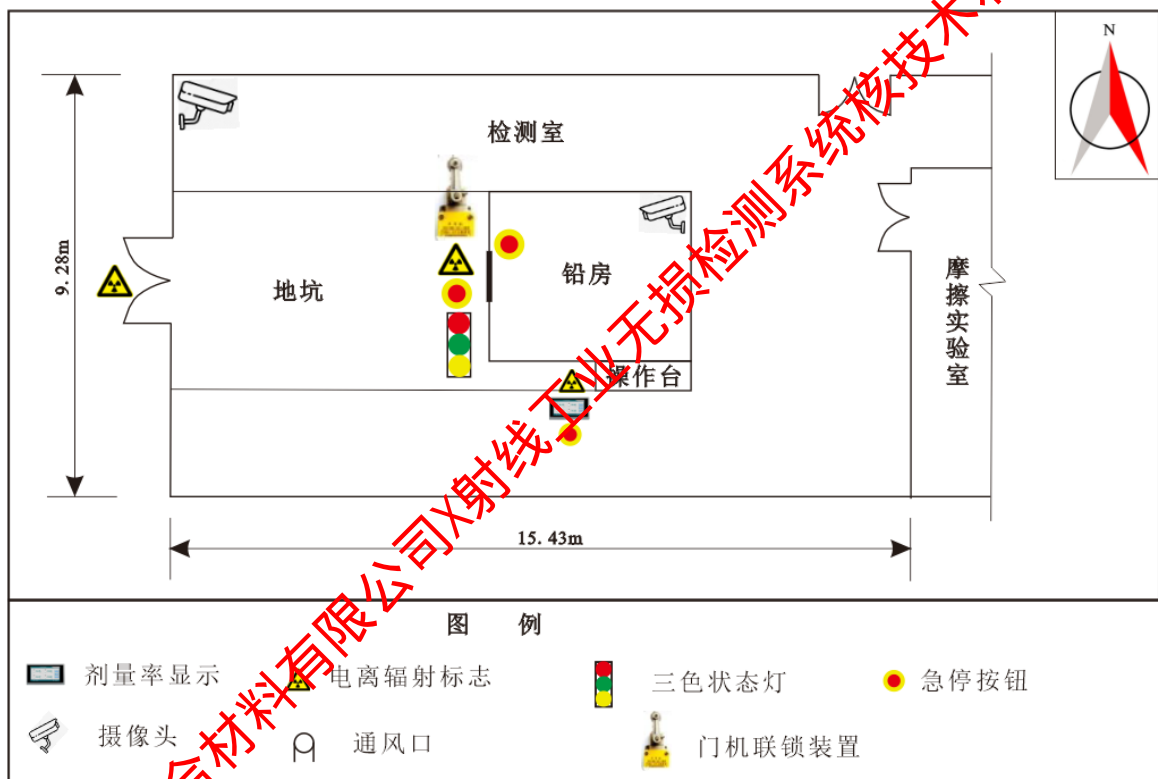 N
检测室
9.28m
地坑
铅房
摩擦实验室
操作台
15.43m
图 例
剂量率显示
电离辐射标志
三色状态灯
急停按钮
摄像头
通风口
门机联锁装置
合材料有限公司X射线工业无损检测系统核技术利